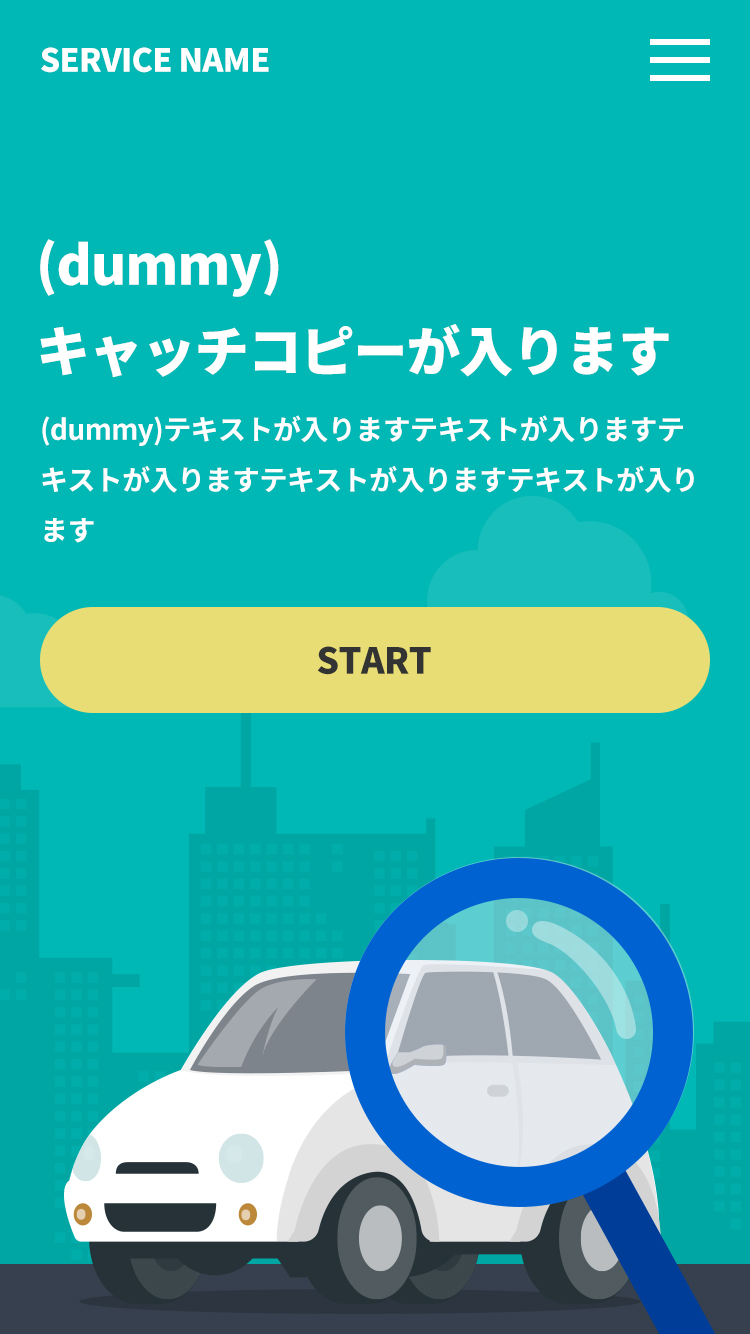 SERVICE NAME
(dummy)
キャッチコピーが入ります
(dummy)テキストが入りますテキストが入りますテ
キストが入りますテキストが入りますテキストが入り
ます
START